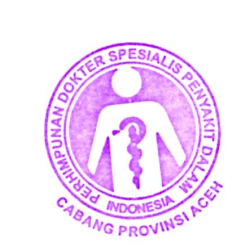 PERHIMPUNAN DOKTER SPESIALIS PENYAKIT DALAM
INDONESIA
CABANG PROVINSI ACEH